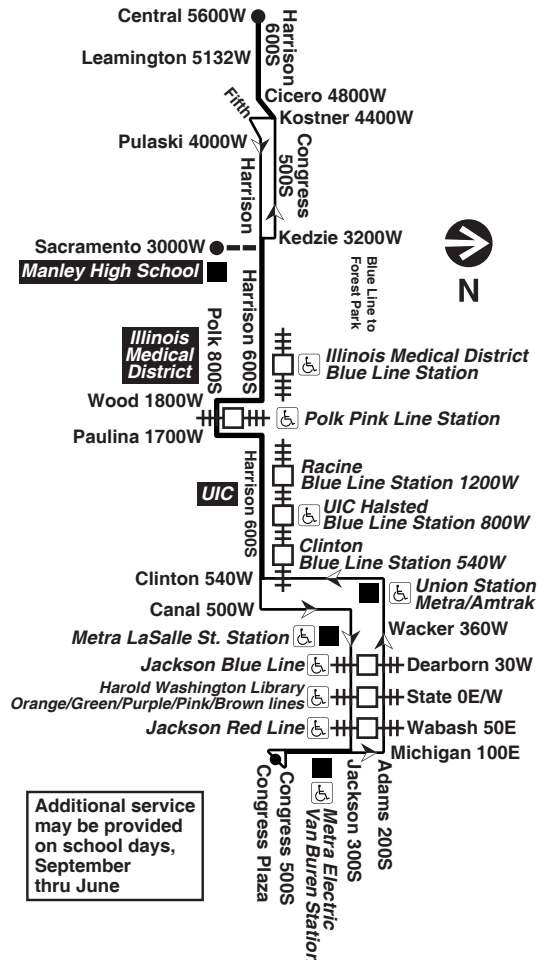 Central 5600W
Harrison
600S
Leamington 5132W
Cicero 4800W
Fifth
Kostner 4400W
Pulaski 4000W
Harrison
Congress
500S
Sacramento 3000W
Kedzie 3200W
Manley High School
N
Blue Line to
Forest Park
Harrison 600S
Polk 800S
Illinois
Medical
District
Illinois Medical District
Blue Line Station
Wood 1800W
Polk Pink Line Station
Paulina 1700W
Harrison 600S
Racine
Blue Line Station 1200W
UIC
UIC Halsted
Blue Line Station 800W
Clinton
Blue Line Station 540W
Clinton 540W
Union Station
Metra/Amtrak
Canal 500W
Wacker 360W
Metra LaSalle St. Station
Jackson Blue Line
Dearborn 30W
Harold Washington Library
Orange/Green/Purple/Pink/Brown lines
State 0E/W
Jackson Red Line
Wabash 50E
Michigan 100E
Adams 200S
Jackson 300S
Metra Electric
Van Buren Station
Congress 500S
Congress Plaza
Additional service
may be provided
on school days,
September
thru June